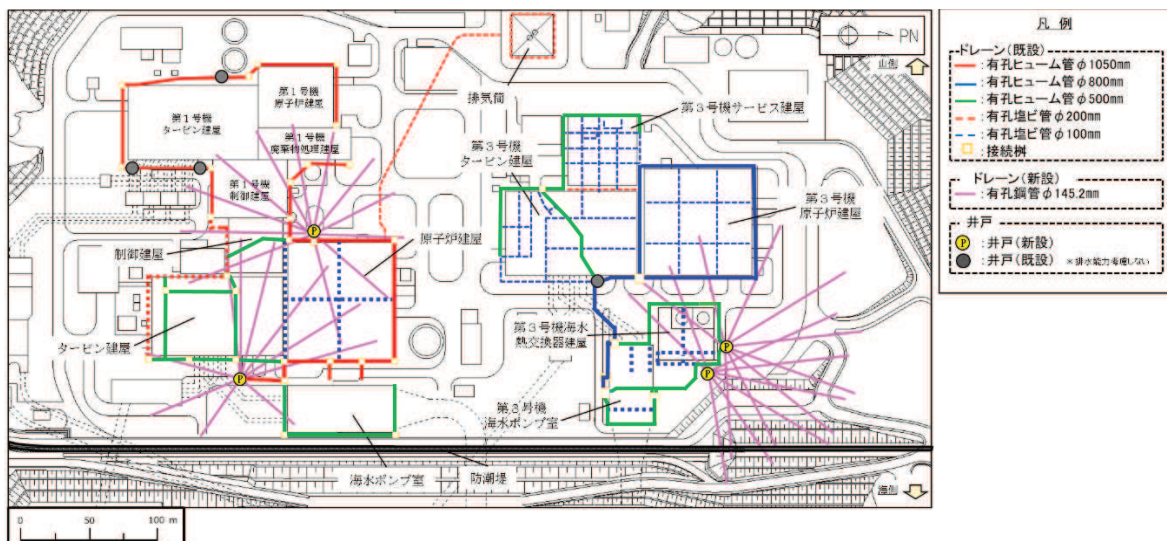 PN
山側
排気筒
第1号機
原子炉建屋
第1号機
タービン建屋
第1号機
廃棄物処理建屋
第1号機
制御建屋
第3号機サービス建屋
第3号機
タービン建屋
第3号機
原子炉建屋
制御建屋
原子炉建屋
タービン建屋
第3号機海水
熱交換器建屋
第3号機
海水ポンプ室
海水ポンプ室
防潮堤
海側
P
P
P
P
0 50 100 m
凡 例
ドレーン(既設)
:有孔ヒューム管φ1050mm
:有孔ヒューム管φ800mm
:有孔ヒューム管φ500mm
:有孔塩ビ管φ200mm
:有孔塩ビ管φ100mm
:接続桝
ドレーン(新設)
:有孔鋼管φ145.2mm
井戸
P :井戸(新設)
:井戸(既設) ※排水能力考慮しない